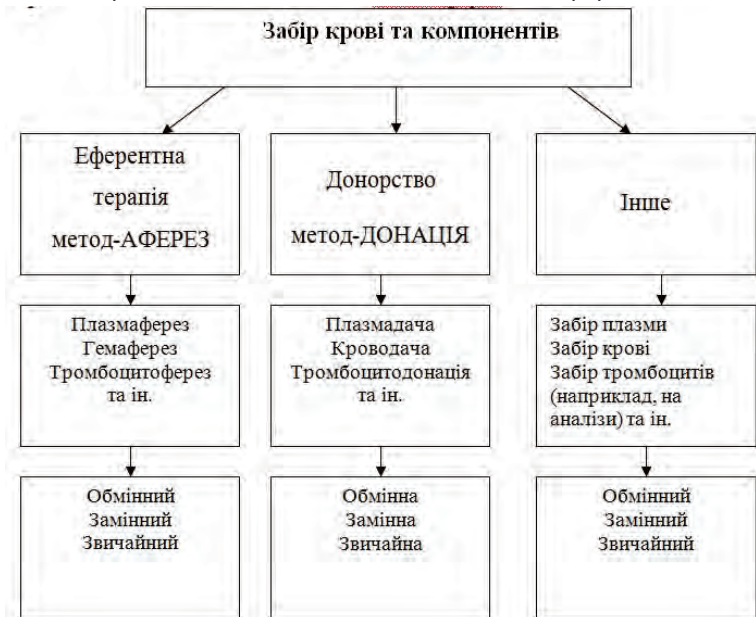 Забір крові та компонентів
Еферентна
терапія
метод-АФЕРЕЗ
Донорство
метод-ДОНАЦІЯ
Інше
Плазмаферез
Гемаферез
Тромбоцитоферез
та ін.
Плазмадача
Кроводача
Тромбоцитодонація
та ін.
Забір плазми
Забір крові
Забір тромбоцитів
(наприклад, на
аналізи) та ін.
Обмінний
Замінний
Звичайний
Обмінна
Замінна
Звичайна
Обмінний
Замінний
Звичайний